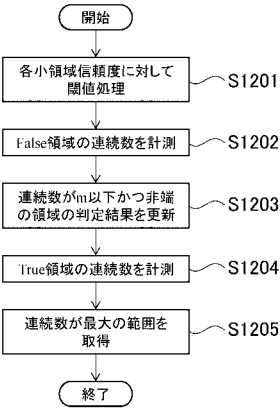 開始
各小領域信頼度に対して
閾値処理
S1201
False領域の連続数を計測
S1202
連続数がm以下かつ非端
の領域の判定結果を更新
S1203
True領域の連続数を計測
S1204
連続数が最大の範囲を
取得
S1205
終了